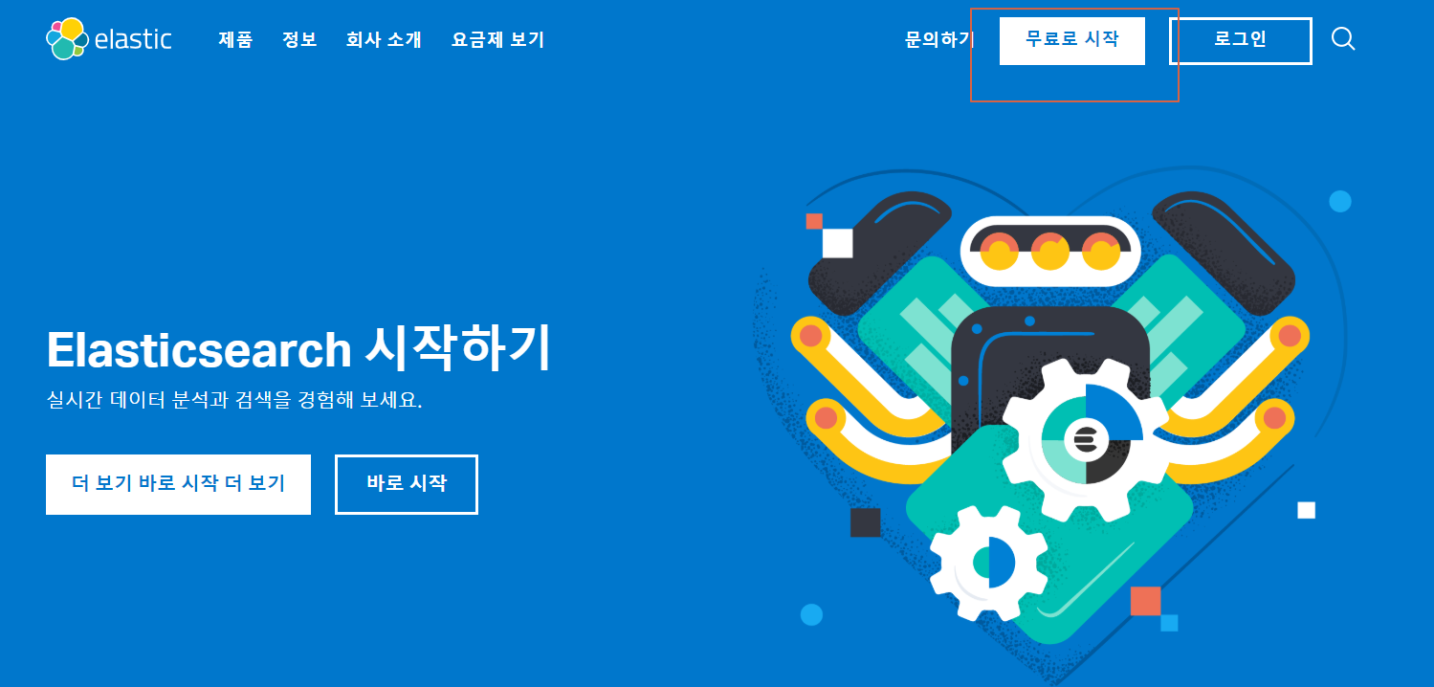 elastic 제품 정보 회사 소개 요금제 보기 문의하기 무료로 시작 로그인
Elasticsearch 시작하기
실시간 데이터 분석과 검색을 경험해 보세요.
더 보기 바로 시작 더 보기 바로 시작